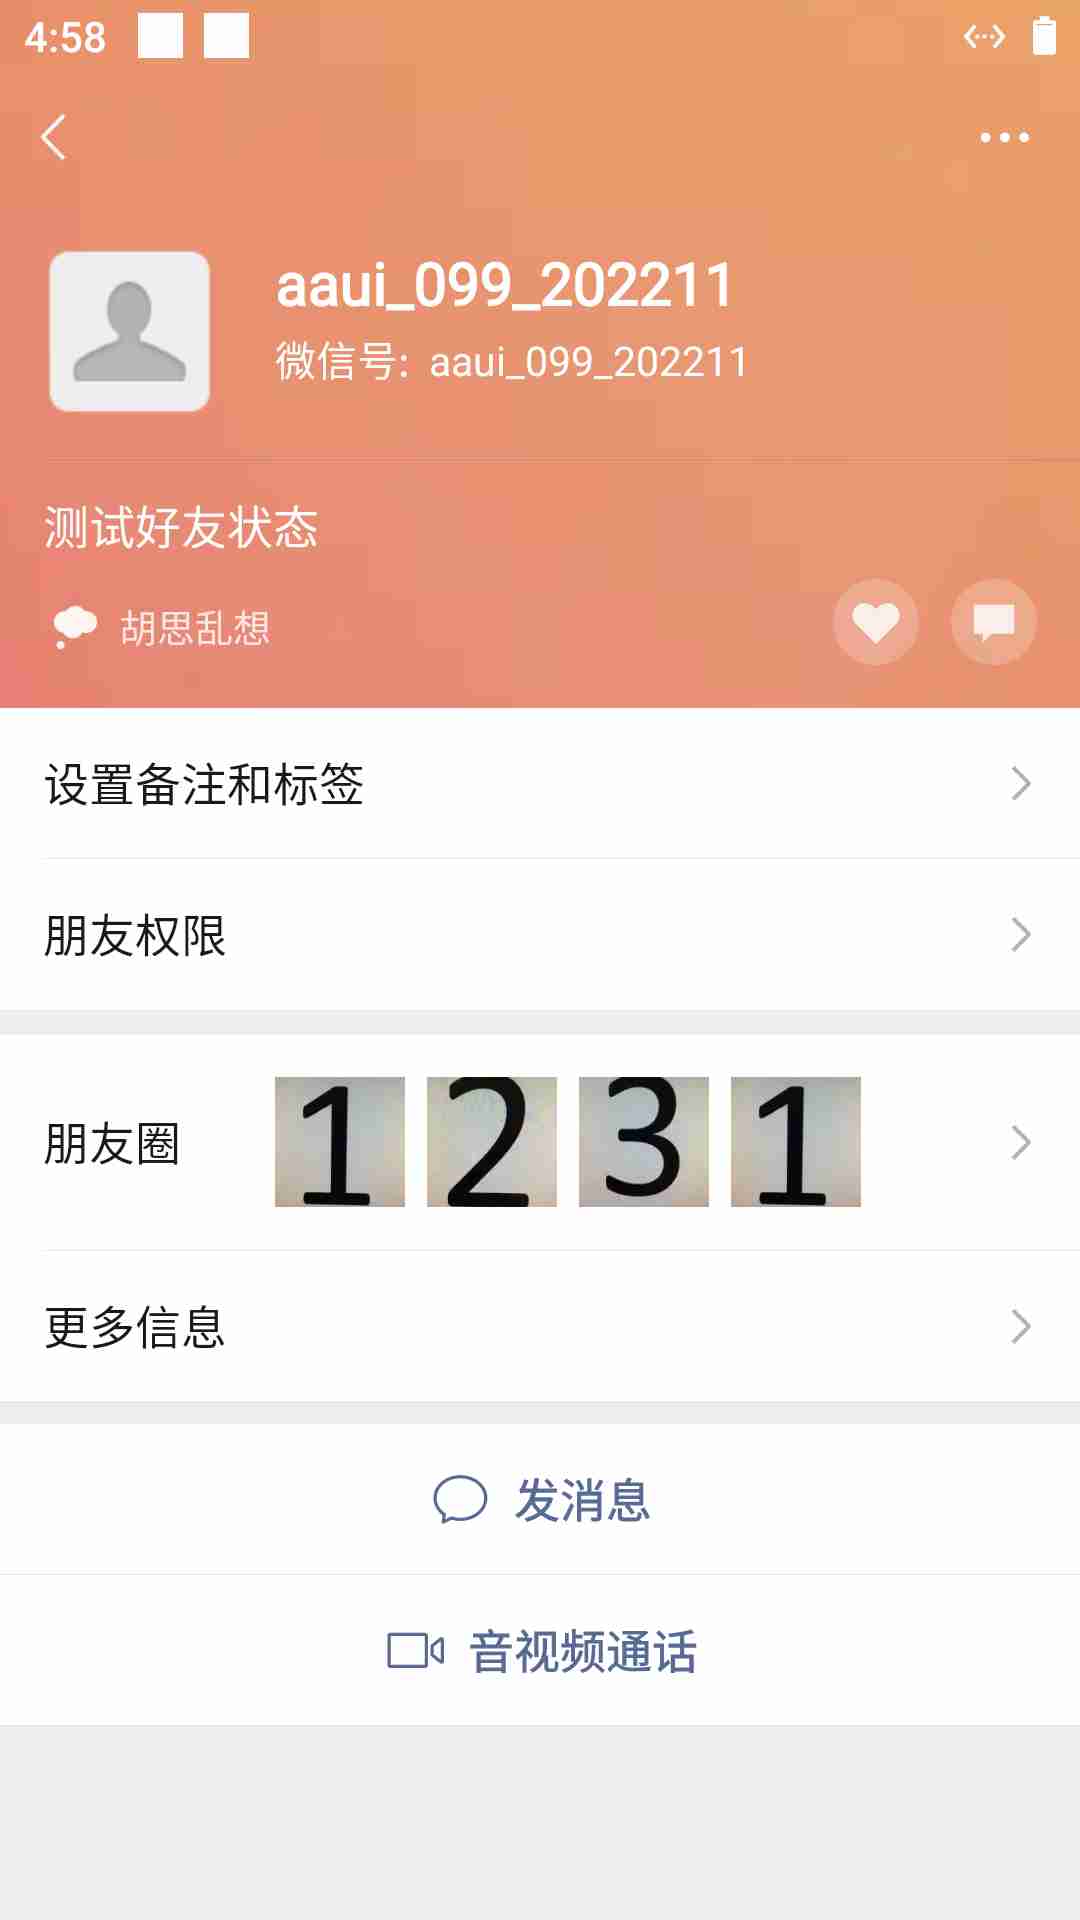 4:58
aaui_099_202211
微信号: aaui_099_202211
测试好友状态
胡思乱想
设置备注和标签
朋友权限
朋友圈 1 2 3 1
更多信息
发消息
音视频通话